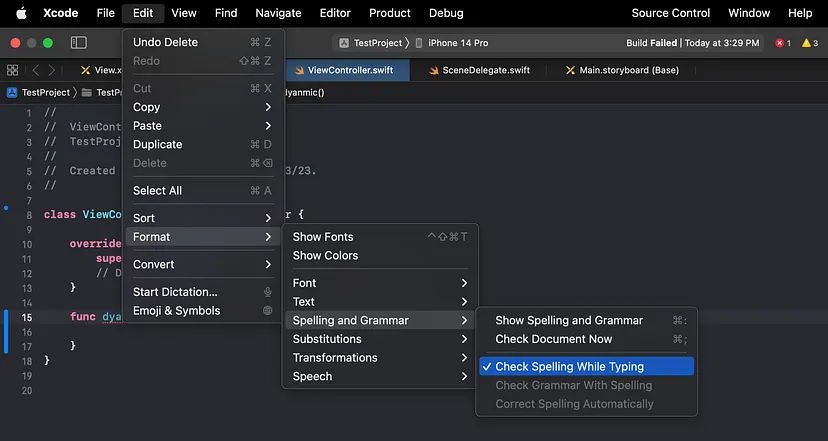 Xcode File Edit View Find Navigate Editor Product Debug Source Control Window Help
TestProject 〉 iPhone 14 Pro Build Failed | Today at 3:29 PM 1 3
View.x ViewController.swift SceneDelegate.swift Main.storyboard (Base)
TestProject 〉 TestPr dyanmic()
Undo Delete ⌘ Z
Redo ⇧⌘ Z
Cut ⌘ X
Copy
Paste
Duplicate ⌘ D
Delete ⌘⌫
Select All ⌘ A
Sort
Format
Convert
Start Dictation...
Emoji & Symbols
Show Fonts ^⇧⌘T
Show Colors
Font
Text
Spelling and Grammar
Substitutions
Transformations
Speech
Show Spelling and Grammar ⌘:
Check Document Now ⌘;
✓ Check Spelling While Typing
Check Grammar With Spelling
Correct Spelling Automatically
1 //
2 // ViewCont
3 // TestProj
4 //
5 // Created 3/23.
6 //
7
8 class ViewCo r {
9
10 override
11 supe
12 // D
13 }
14
15 func dya
16
17 }
18 }
19
20